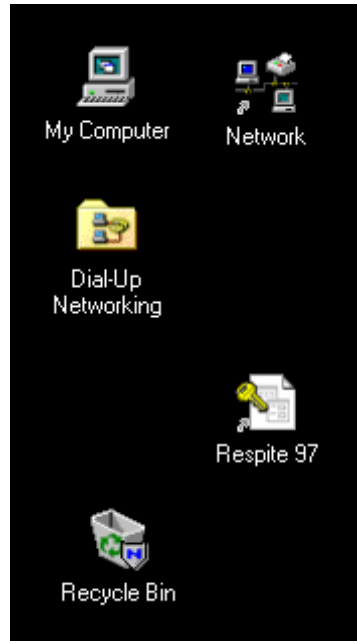 My Computer
Network
Dial-Up
Networking
Respite 97
Recycle Bin